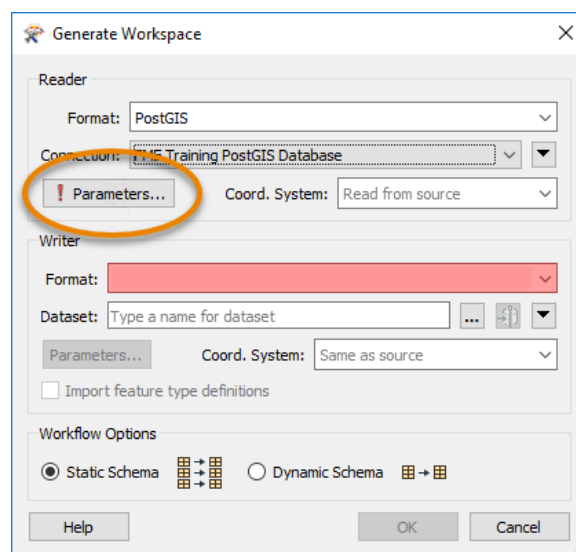 Generate Workspace
Reader
Format: PostGIS
Connection: FME Training PostGIS Database
! Parameters... Coord. System: Read from source
Writer
Format:
Dataset: Type a name for dataset ...
Parameters... Coord. System: Same as source
Import feature type definitions
Workflow Options
Static Schema Dynamic Schema
Help OK Cancel